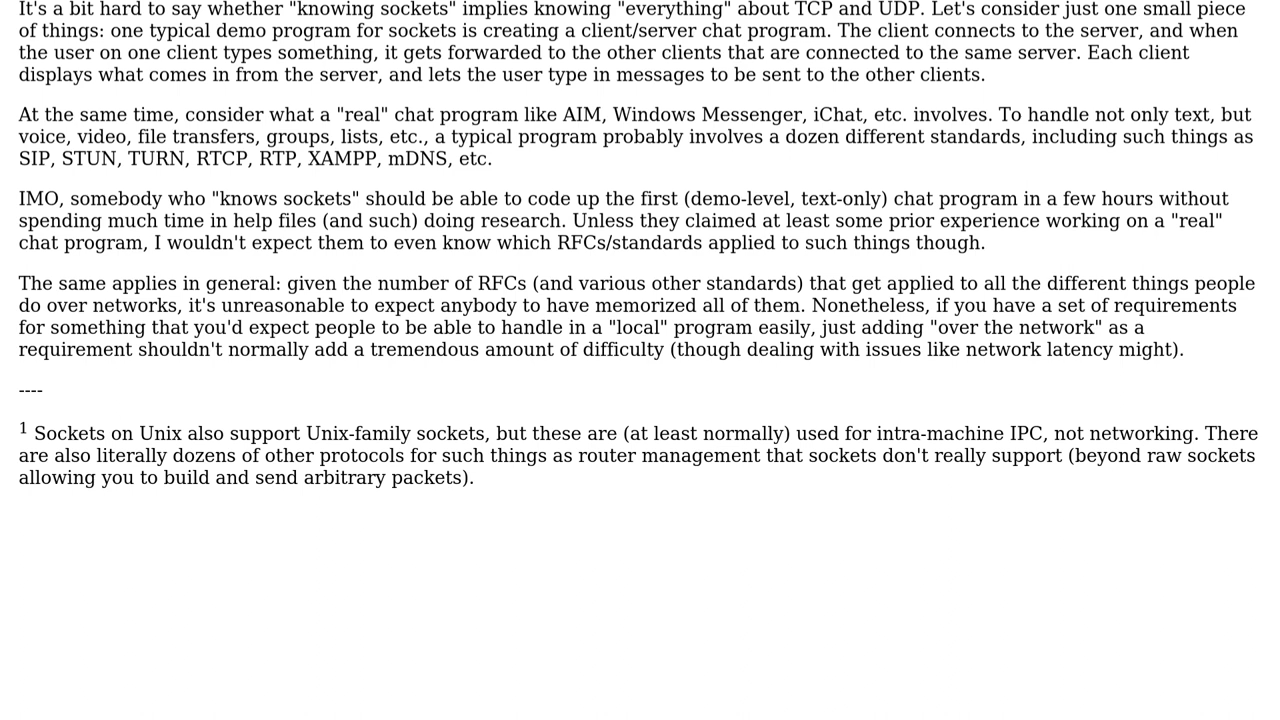 It's a bit hard to say whether "knowing sockets" implies knowing "everything" about TCP and UDP. Let's consider just one small piece
of things: one typical demo program for sockets is creating a client/server chat program. The client connects to the server, and when
the user on one client types something, it gets forwarded to the other clients that are connected to the same server. Each client
displays what comes in from the server, and lets the user type in messages to be sent to the other clients.
At the same time, consider what a "real" chat program like AIM, Windows Messenger, iChat, etc. involves. To handle not only text, but
voice, video, file transfers, groups, lists, etc., a typical program probably involves a dozen different standards, including such things as
SIP, STUN, TURN, RTCP, RTP, XAMPP, mDNS, etc.
IMO, somebody who "knows sockets" should be able to code up the first (demo-level, text-only) chat program in a few hours without
spending much time in help files (and such) doing research. Unless they claimed at least some prior experience working on a "real"
chat program, I wouldn't expect them to even know which RFCs/standards applied to such things though.
The same applies in general: given the number of RFCs (and various other standards) that get applied to all the different things people
do over networks, it's unreasonable to expect anybody to have memorized all of them. Nonetheless, if you have a set of requirements
for something that you'd expect people to be able to handle in a "local" program easily, just adding "over the network" as a
requirement shouldn't normally add a tremendous amount of difficulty (though dealing with issues like network latency might).
----
1 Sockets on Unix also support Unix-family sockets, but these are (at least normally) used for intra-machine IPC, not networking. There
are also literally dozens of other protocols for such things as router management that sockets don't really support (beyond raw sockets
allowing you to build and send arbitrary packets).